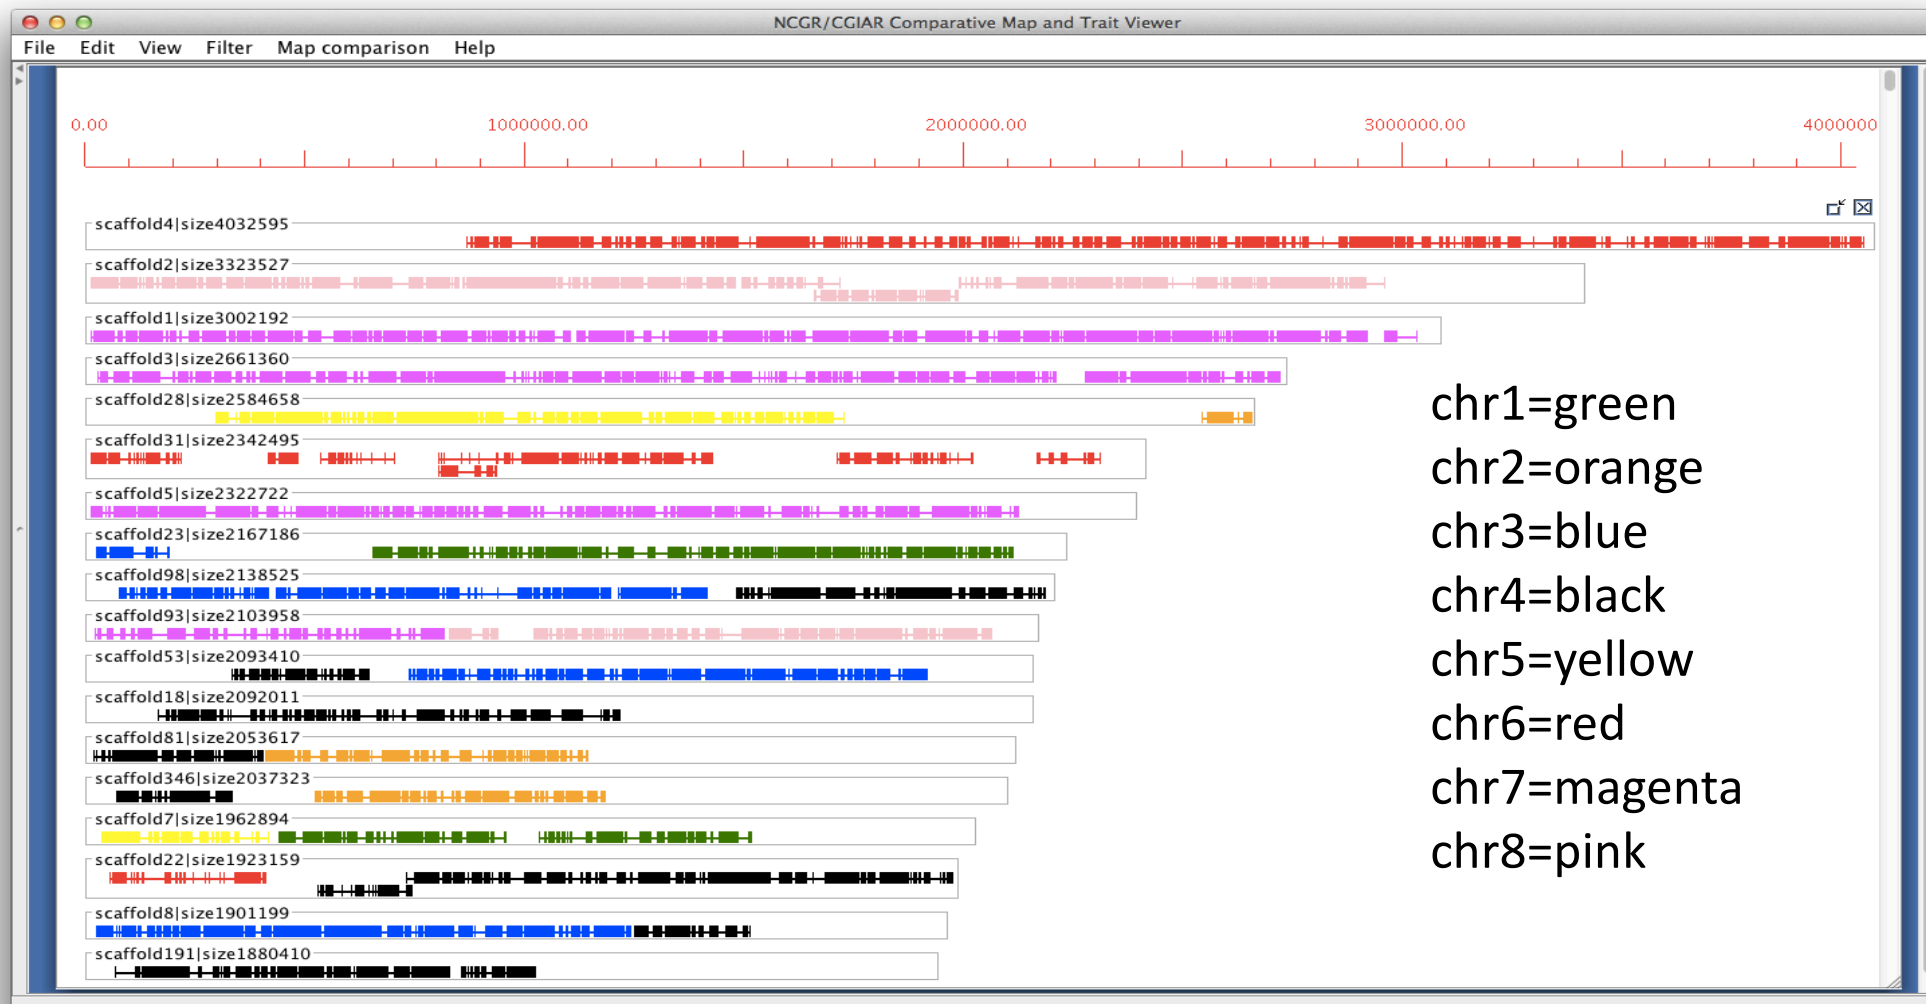 NCGR/CGIAR Comparative Map and Trait Viewer
File Edit View Filter Map comparison Help
0.00 1000000.00 2000000.00 3000000.00 4000000
scaffold4|size4032595
scaffold2|size3323527
scaffold1|size3002192
scaffold3|size2661360
scaffold28|size2584658
scaffold31|size2342495
scaffold5|size2322722
scaffold23|size2167186
scaffold98|size2138525
scaffold93|size2103958
scaffold53|size2093410
scaffold18|size2092011
scaffold81|size2053617
scaffold346|size2037323
scaffold7|size1962894
scaffold22|size1923159
scaffold8|size1901199
scaffold191|size1880410
chr1=green
chr2=orange
chr3=blue
chr4=black
chr5=yellow
chr6=red
chr7=magenta
chr8=pink